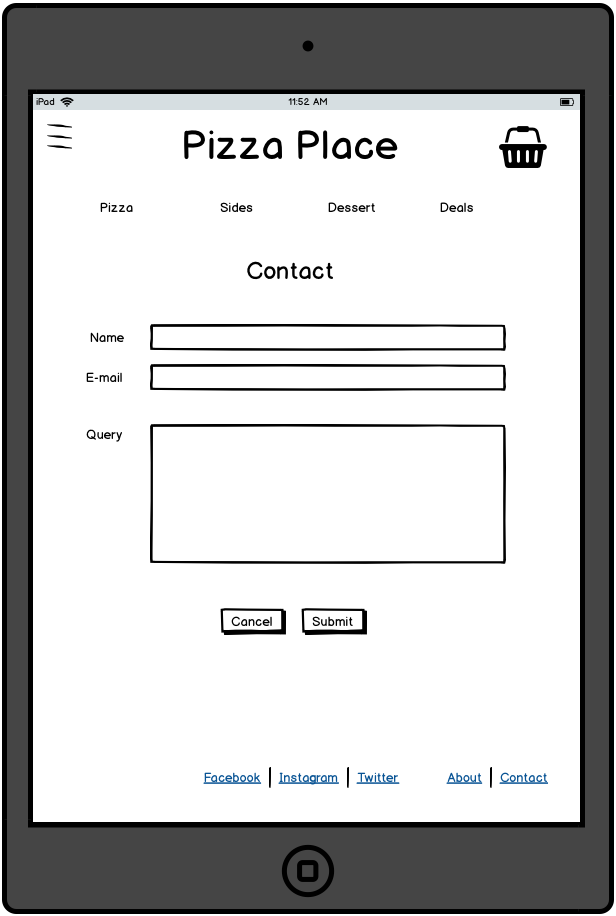 iPad 11:52 AM
Pizza Place
Pizza Sides Dessert Deals
Contact
Name
E-mail
Query
Cancel Submit
Facebook Instagram Twitter About Contact